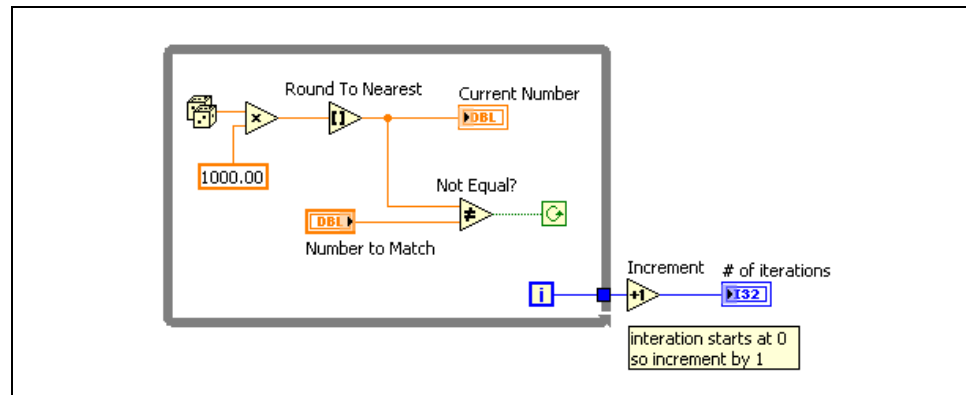 Round To Nearest
Current Number
DBL
1000.00
Not Equal?
DBL
Number to Match
i
Increment
# of iterations
+1
I32
interation starts at 0
so increment by 1